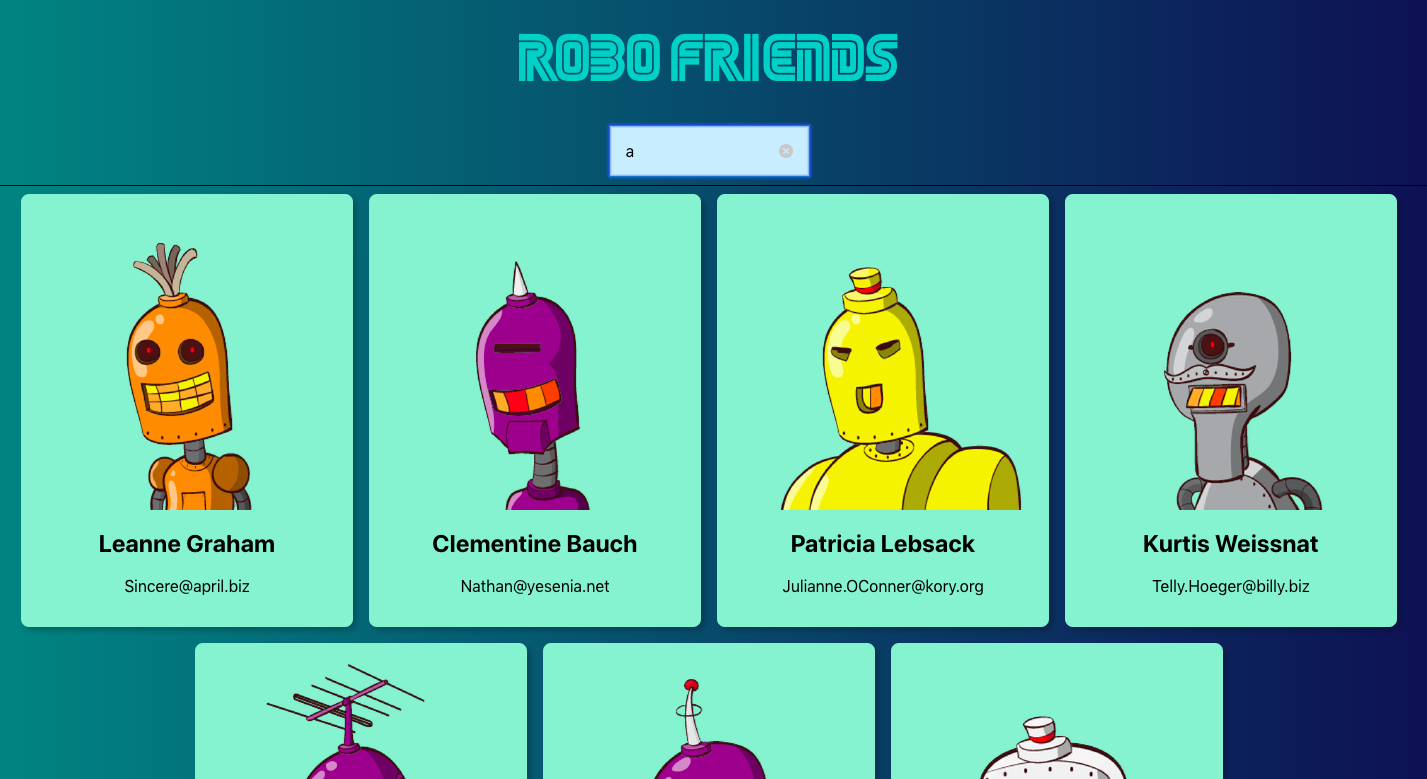 ROBO FRIENDS
a
Leanne Graham
Sincere@april.biz
Clementine Bauch
Nathan@yesenia.net
Patricia Lebsack
Julianne.OConner@kory.org
Kurtis Weissnat
Telly.Hoeger@billy.biz